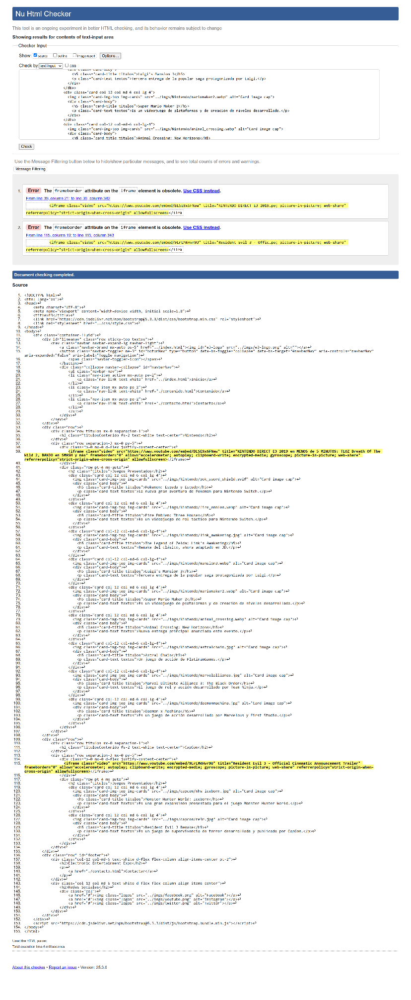 Nu Html Checker
This tool is an ongoing experiment in better HTML checking, and its behavior remains subject to change
Showing results for contents of text-input area
Checker Input
Show source outline image report Options...
Check by text input css
<div class="card-body">
<h5 class="card-title titulos">Luigi's Mansion 3</h5>
<p class="card-text textos">Tercera entrega de la popular saga protagonizada por Luigi.</p>
</div>
</div>
<div class="card col-12 col-md-6 col-lg-4">
<img class="card-img-top img-cards" src="../imgs/Nintendo/mariomaker2.webp" alt="Card image cap">
<div class="card-body">
<h5 class="card-title titulos">Super Mario Maker 2</h5>
<p class="card-text textos">Es un videojuego de plataformas y de creación de niveles desarrollado.</p>
</div>
</div>
<div class="card col-12 col-md-6 col-lg-4">
<img class="card-img-top img-cards" src="../imgs/Nintendo/animal_crossing.webp" alt="Card image cap">
<div class="card-body">
<h5 class="card-title titulos">Animal Crossing: New Horizons</h5>
Check
Use the Message Filtering button below to hide/show particular messages, and to see total counts of errors and warnings.
Message Filtering
1. Error The frameborder attribute on the iframe element is obsolete. Use CSS instead.
From line 39, column 21; to line 39, column 382
<iframe class="video" src="https://www.youtube.com/embed/BLSE9x6FNaw" title="NINTENDO DIRECT E3 2019…pe; picture-in-picture; web-share"
referrerpolicy="strict-origin-when-cross-origin" allowfullscreen></ifra
2. Error The frameborder attribute on the iframe element is obsolete. Use CSS instead.
From line 115, column 19; to line 115, column 343
<iframe class="video" src="https://www.youtube.com/embed/9LrLM4Hvr9U" title="Resident Evil 3 - Offic…pe; picture-in-picture; web-share"
referrerpolicy="strict-origin-when-cross-origin" allowfullscreen></ifra
Document checking completed.
Source
1. <!DOCTYPE html>↩
2. <html lang="es">↩
3. <head>↩
4. <meta charset="UTF-8">↩
5. <meta name="viewport" content="width=device-width, initial-scale=1.0">↩
6. <title>E3</title>↩
7. <link href="https://cdn.jsdelivr.net/npm/bootstrap@5.3.3/dist/css/bootstrap.min.css" rel="stylesheet">↩
8. <link rel="stylesheet" href="../css/style.css">↩
9. </head>↩
10. <body>↩
11. <div class="container-fluid">↩
12. <div id="lineanav" class="row sticky-top textos">↩
13. <nav class="navbar navbar-expand-lg navbar-light">↩
14. <a class="navbar-brand mx-auto ps-5" href="../index.html"><img id="e3-logo" src="../imgs/e3-logo.png" alt=""></a>↩
15. <button class="navbar-toggler me-3" id="botonNav" type="button" data-bs-toggle="collapse" data-bs-target="#navbarNav" aria-controls="navbarNav"
aria-expanded="false" aria-label="Toggle navigation">↩
16. <span class="navbar-toggler-icon"></span>↩
17. </button>↩
18. <div class="collapse navbar-collapse" id="navbarNav">↩
19. <ul class="navbar-nav">↩
20. <li class="nav-item active mx-auto pe-2">↩
21. <a class="nav-link text-white" href="../index.html">Inicio</a>↩
22. </li>↩
23. <li class="nav-item mx-auto pe-2">↩
24. <a class="nav-link text-white" href="./contenido.html">Contenido</a>↩
25. </li>↩
26. <li class="nav-item mx-auto pe-2">↩
27. <a class="nav-link text-white" href="./contacto.html">Contacto</a>↩
28. </li>↩
29. </ul>↩
30. </div>↩
31. </nav>↩
32. </div>↩
33. <div class="row">↩
34. <div class="row titulos mx-0 separacion-1">↩
35. <h2 class="titulosContenido fs-2 text-white text-center">Nintendo</h2>↩
36. </div>↩
37. <div class="row separacion-3 mx-0 py-5">↩
38. <div class="p-0 mx-0 d-flex justify-content-center">↩
39. <iframe class="video" src="https://www.youtube.com/embed/BLSE9x6FNaw" title="NINTENDO DIRECT E3 2019 en MENOS de 5 MINUTOS: TLOZ Breath Of The
Wild 2, BANJO en SMASH y más" frameborder="0" allow="accelerometer; autoplay; clipboard-write; encrypted-media; gyroscope; picture-in-picture; web-share"
referrerpolicy="strict-origin-when-cross-origin" allowfullscreen></iframe>↩
40. </div>↩
41. <div class="row pt-4 mx-auto">↩
42. <h2 class="titulos">Juegos Presentados</h2>↩
43. <div class="card col-12 col-md-6 col-lg-4">↩
44. <img class="card-img-top img-cards" src="../imgs/Nintendo/pok_sword_shield.avif" alt="Card image cap">↩
45. <div class="card-body">↩
46. <h5 class="card-title titulos">Pokemon: Espada y Escudo</h5>↩
47. <p class="card-text textos">La nueva gran aventura de Pokemon para Nintendo Switch.</p>↩
48. </div>↩
49. </div>↩
50. <div class="card col-12 col-md-6 col-lg-4">↩
51. <img class="card-img-top img-cards" src="../imgs/Nintendo/fire_emblem.webp" alt="Card image cap">↩
52. <div class="card-body">↩
53. <h5 class="card-title titulos">Fire Emblem: Three Houses</h5>↩
54. <p class="card-text textos">Es un videojuego de rol táctico para Nintendo Switch.</p>↩
55. </div>↩
56. </div>↩
57. <div class="card col-12 col-md-6 col-lg-4">↩
58. <img class="card-img-top img-cards" src="../imgs/Nintendo/link_awakening.jpg" alt="Card image cap">↩
59. <div class="card-body">↩
60. <h5 class="card-title titulos">The Legend of Zelda: Link's Awakening</h5>↩
61. <p class="card-text textos">Remake del clásico, ahora adaptado en 3D.</p>↩
62. </div>↩
63. </div>↩
64. <div class="card col-12 col-md-6 col-lg-4">↩
65. <img class="card-img-top img-cards" src="../imgs/Nintendo/mansion3.webp" alt="Card image cap">↩
66. <div class="card-body">↩
67. <h5 class="card-title titulos">Luigi's Mansion 3</h5>↩
68. <p class="card-text textos">Tercera entrega de la popular saga protagonizada por Luigi.</p>↩
69. </div>↩
70. </div>↩
71. <div class="card col-12 col-md-6 col-lg-4">↩
72. <img class="card-img-top img-cards" src="../imgs/Nintendo/mariomaker2.webp" alt="Card image cap">↩
73. <div class="card-body">↩
74. <h5 class="card-title titulos">Super Mario Maker 2</h5>↩
75. <p class="card-text textos">Es un videojuego de plataformas y de creación de niveles desarrollado.</p>↩
76. </div>↩
77. </div>↩
78. <div class="card col-12 col-md-6 col-lg-4">↩
79. <img class="card-img-top img-cards" src="../imgs/Nintendo/animal_crossing.webp" alt="Card image cap">↩
80. <div class="card-body">↩
81. <h5 class="card-title titulos">Animal Crossing: New Horizons</h5>↩
82. <p class="card-text textos">Nueva entrega principal anunciada este evento.</p>↩
83. </div>↩
84. </div>↩
85. <div class="card col-12 col-md-6 col-lg-4">↩
86. <img class="card-img-top img-cards" src="../imgs/Nintendo/astralchain.jpg" alt="Card image cap">↩
87. <div class="card-body">↩
88. <h5 class="card-title titulos">Astral Chain</h5>↩
89. <p class="card-text textos">Un juego de acción de PlatinumGames.</p>↩
90. </div>↩
91. </div>↩
92. <div class="card col-12 col-md-6 col-lg-4">↩
93. <img class="card-img-top img-cards" src="../imgs/Nintendo/marvelalliance.jpg" alt="Card image cap">↩
94. <div class="card-body">↩
95. <h5 class="card-title titulos">Marvel Ultimate Alliance 3: The Black Order</h5>↩
96. <p class="card-text textos">El juego de rol y acción desarrollado por Team Ninja.</p>↩
97. </div>↩
98. </div>↩
99. <div class="card col-12 col-md-6 col-lg-4">↩
100. <img class="card-img-top img-cards" src="../imgs/Nintendo/daemonmachina.jpg" alt="Card image cap">↩
101. <div class="card-body">↩
102. <h5 class="card-title titulos">Daemon x Machina</h5>↩
103. <p class="card-text textos">Es un juego de acción desarrollado por Marvelous y First Studio.</p>↩
104. </div>↩
105. </div>↩
106. </div>↩
107. </div>↩
108. </div>↩
109. <div class="row">↩
110. <div class="row titulos mx-0 separacion-1">↩
111. <h2 class="titulosContenido fs-2 text-white text-center">CapCom</h2>↩
112. </div>↩
113. <div class="row separacion-3 mx-0 py-5">↩
114. <div class="p-0 mx-0 d-flex justify-content-center">↩
115. <iframe class="video" src="https://www.youtube.com/embed/9LrLM4Hvr9U" title="Resident Evil 3 - Official Cinematic Announcement Trailer"
frameborder="0" allow="accelerometer; autoplay; clipboard-write; encrypted-media; gyroscope; picture-in-picture; web-share" referrerpolicy="strict-origin-when-
cross-origin" allowfullscreen></iframe>↩
116. </div>↩
117. <div class="row pt-4 mx-auto">↩
118. <h2 class="titulos">Juegos Presentados</h2>↩
119. <div class="card col-12 col-md-6 col-lg-4">↩
120. <img class="card-img-top img-cards" src="../imgs/capcom/mhw_iceborn.jpg" alt="Card image cap">↩
121. <div class="card-body">↩
122. <h5 class="card-title titulos">Monster Hunter World: Iceborn</h5>↩
123. <p class="card-text textos">Es una gran expansinón presentada para el juego Monster Hunter World.</p>↩
124. </div>↩
125. </div>↩
126. <div class="card col-12 col-md-6 col-lg-4">↩
127. <img class="card-img-top img-cards" src="../imgs/capcom/re3r.jpg" alt="Card image cap">↩
128. <div class="card-body">↩
129. <h5 class="card-title titulos">Resident Evil 3 Remake</h5>↩
130. <p class="card-text textos">Es un juego de supervivencia de terror desarrollada y publicada por CapCom.</p>↩
131. </div>↩
132. </div>↩
133. </div>↩
134. </div>↩
135. </div>↩
136. <div class="row" id="footer">↩
137. <div class="col-12 col-md-6 text-white d-flex flex-column align-items-center pt-2">↩
138. <h2>Electronic Entertainment Expo</h2>↩
139. <p>↩
140. <a href="./contacto.html">Contactar</a>↩
141. </p>↩
142. </div>↩
143. <div class="col-12 col-md-6 text-white d-flex flex-column align-items-center">↩
144. <h2>Redes Sociales</h2>↩
145. <div class="col">↩
146. <a href="#"><img class="logos" src="../imgs/facebook.png" alt="Facebook"></a>↩
147. <a href="#"><img class="logos" src="../imgs/youtube.png" alt="Instagram"></a>↩
148. <a href="#"><img class="logos" src="../imgs/twitter.png" alt="Twitter"></a>↩
149. </div>↩
150. </div>↩
151. </div>↩
152. </div>↩
153. <script src="https://cdn.jsdelivr.net/npm/bootstrap@5.3.3/dist/js/bootstrap.bundle.min.js"></script>↩
154. </body>↩
155. </html>
Used the HTML parser.
Total execution time 6 milliseconds.
About this checker • Report an issue • Version: 25.3.6